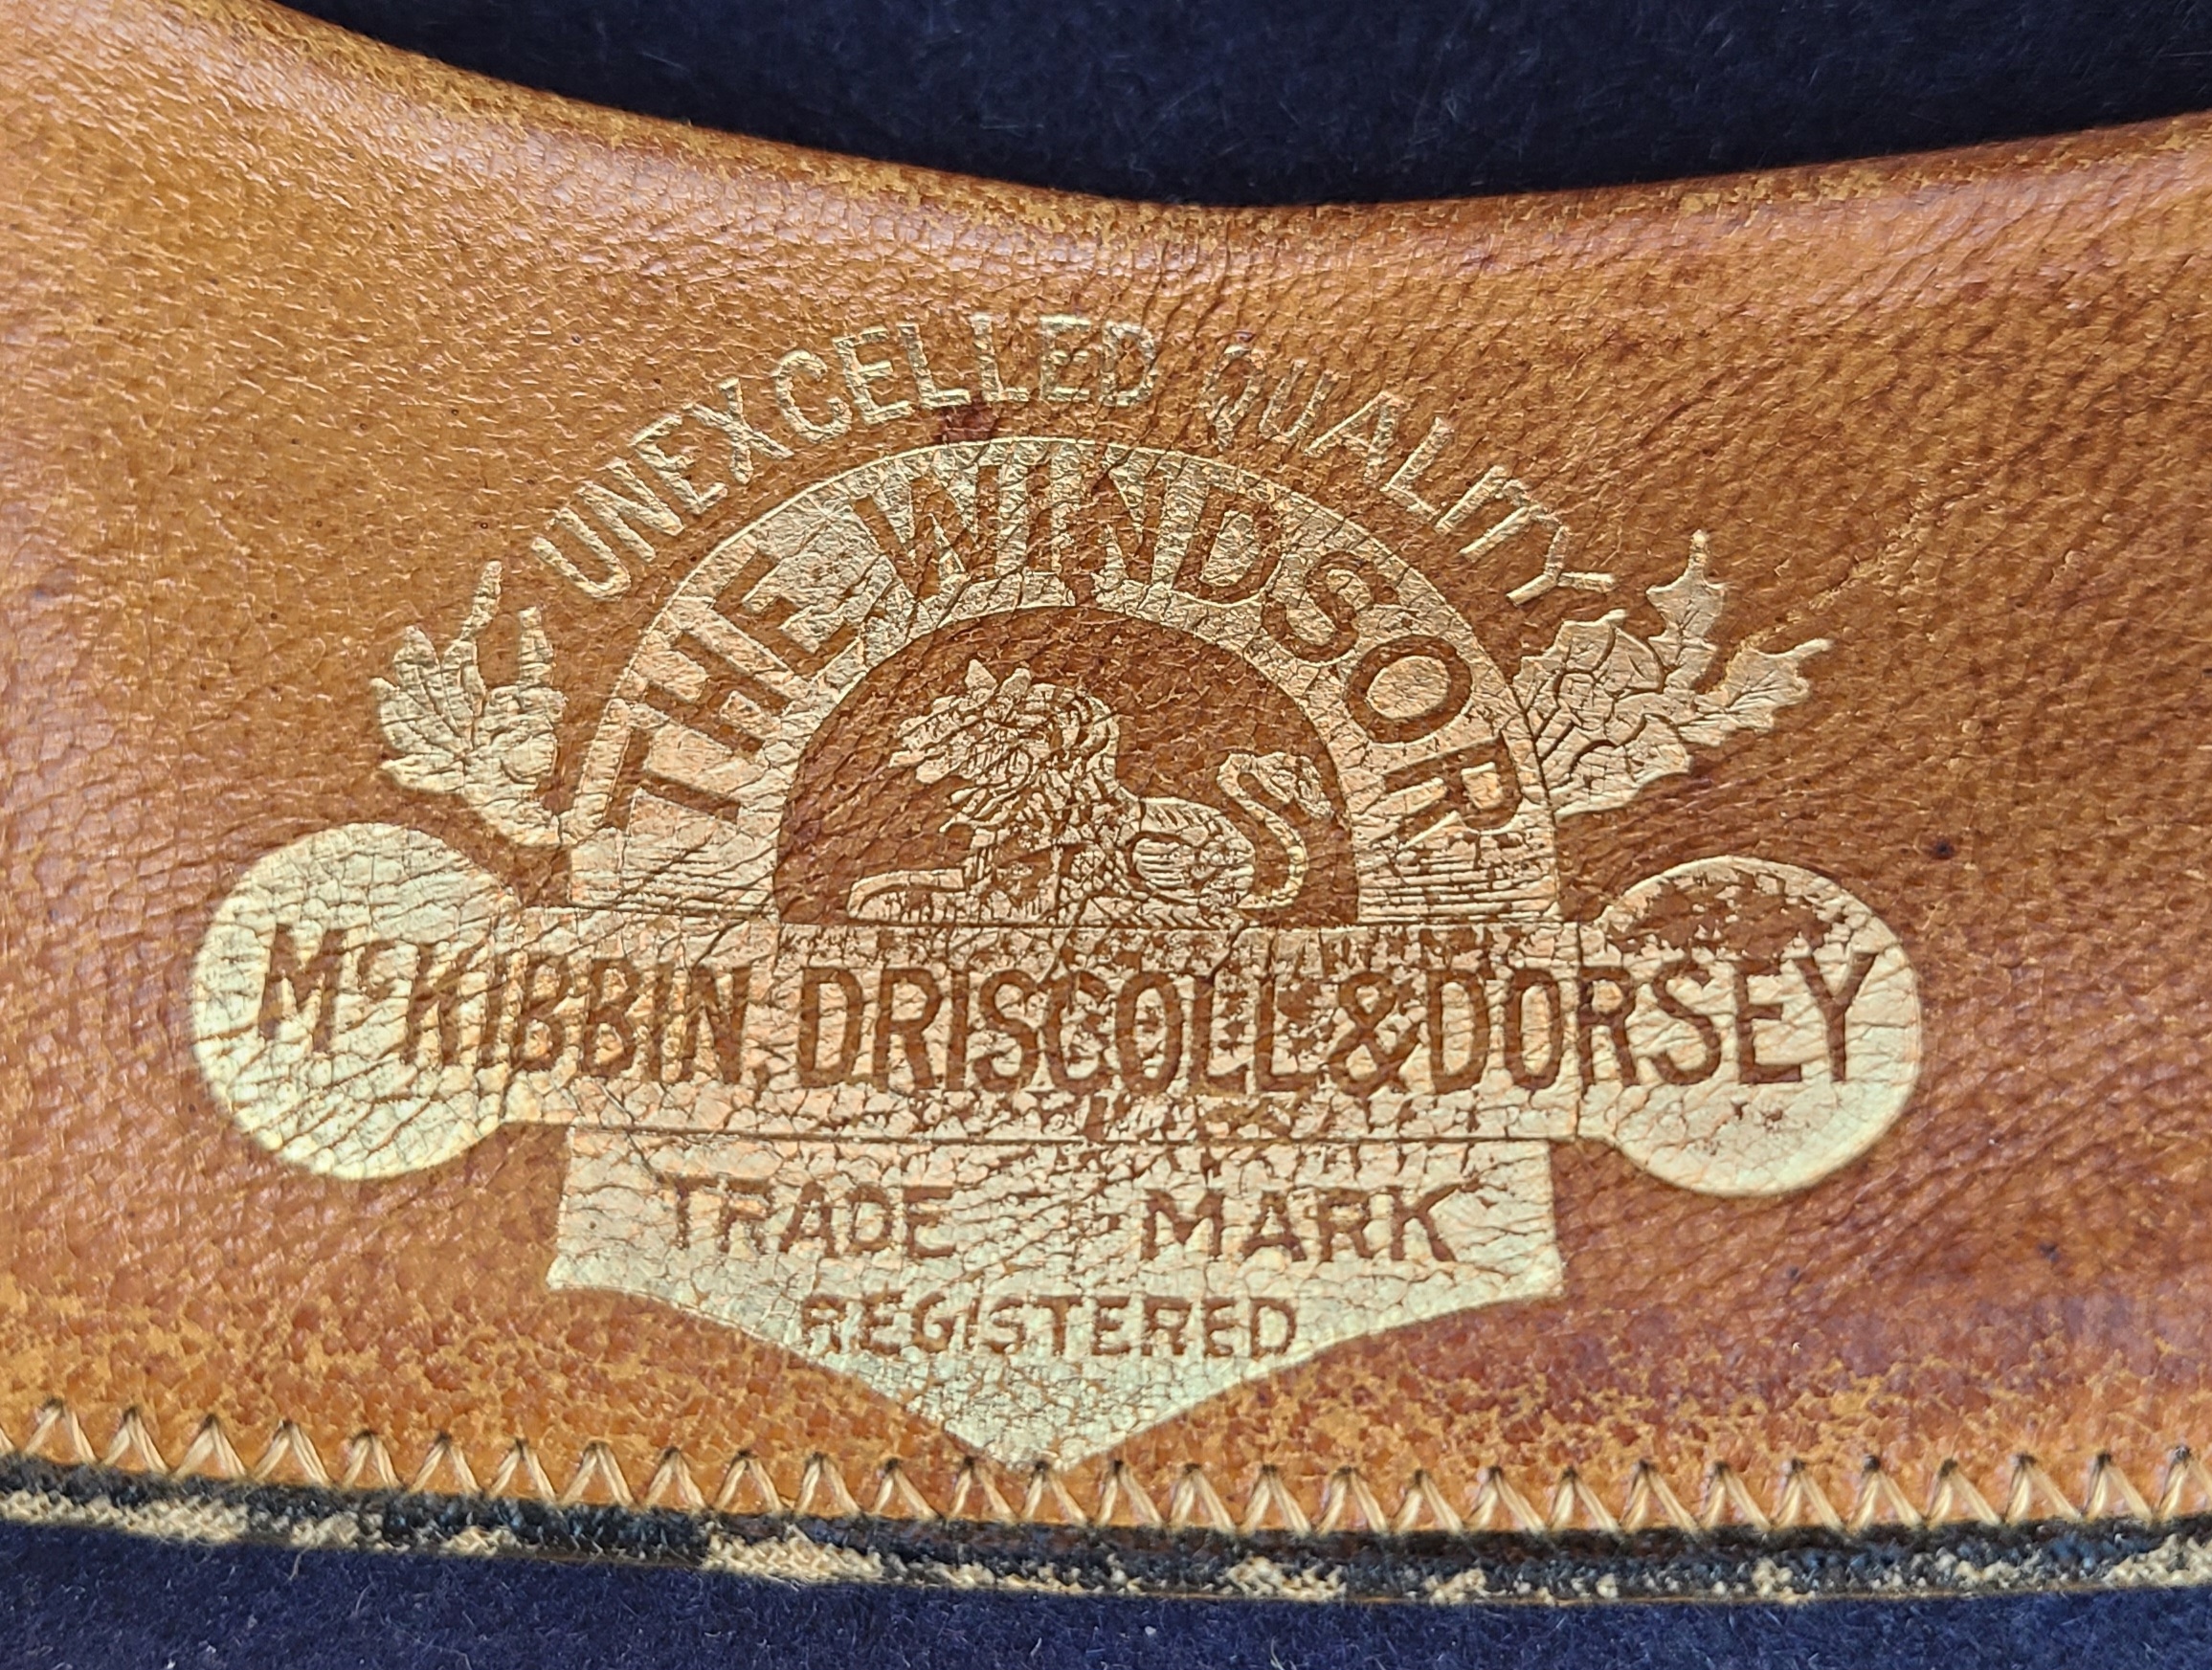 UNEXCELLED QUALITY
THE WINDSOR
McKIBBIN, DRISCOLL & DORSEY
TRADE MARK
REGISTERED